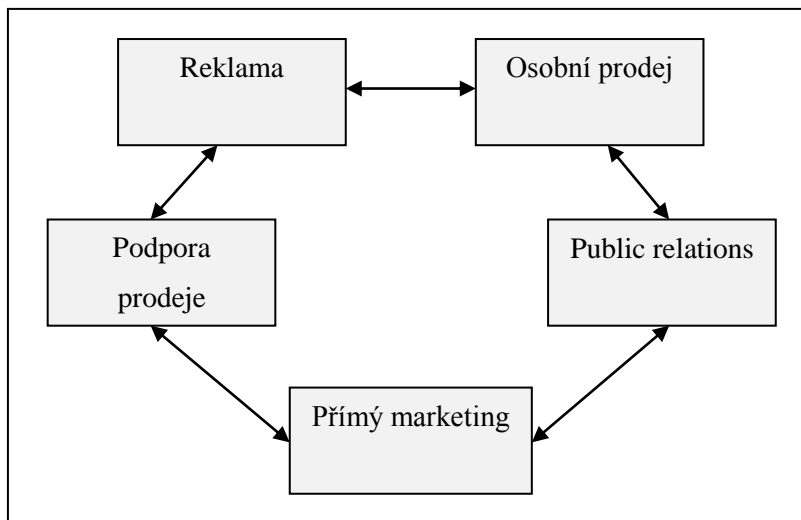 Reklama
Osobní prodej
Podpora
prodeje
Public relations
Přímý marketing